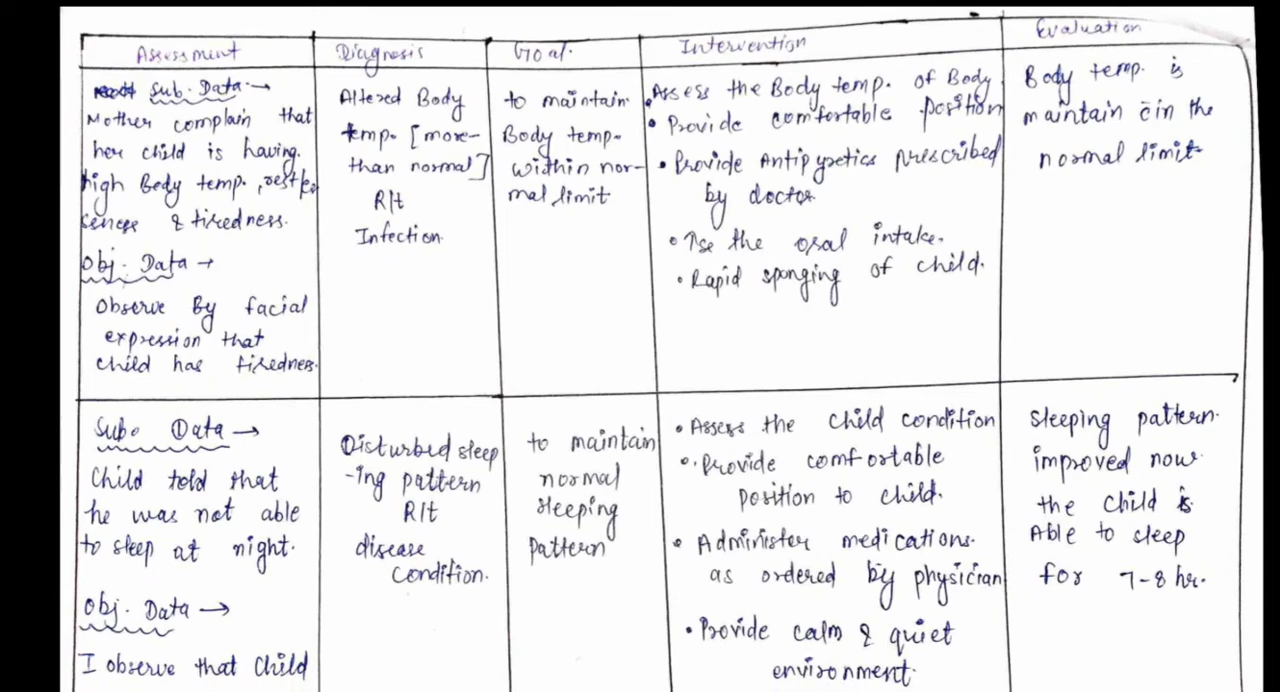 Assessment
Sub. Data →
Mother complain that
her child is having.
high Body temp.,
& tiredness.
Obj. Data →
Observe By facial
expression that
child has tiredness.
Diagnosis
Altered Body
temp. [more-
than normal]
R/t
Infection.
Goal.
to maintain
Body temp.
within nor-
mal limit
Intervention
• Assess the Body temp. of Body.
• Provide comfortable position
• Provide Antipyretics prescribed
by doctor
• ↑se the oral intake.
• Rapid sponging of child.
Evaluation
Body temp. is
maintain c̄in the
normal limit.
Sub. Data →
Child told that
he was not able
to sleep at night.
Obj. Data →
I observe that child
Disturbed sleep
-ing pattern
R/t
disease
condition.
to maintain
normal
sleeping
pattern
• Assess the child condition
• Provide comfortable
position to child.
• Administer medications.
as ordered by physician
• Provide calm & quiet
environment.
Sleeping pattern.
improved now
the child is
Able to sleep
for 7-8 hr.